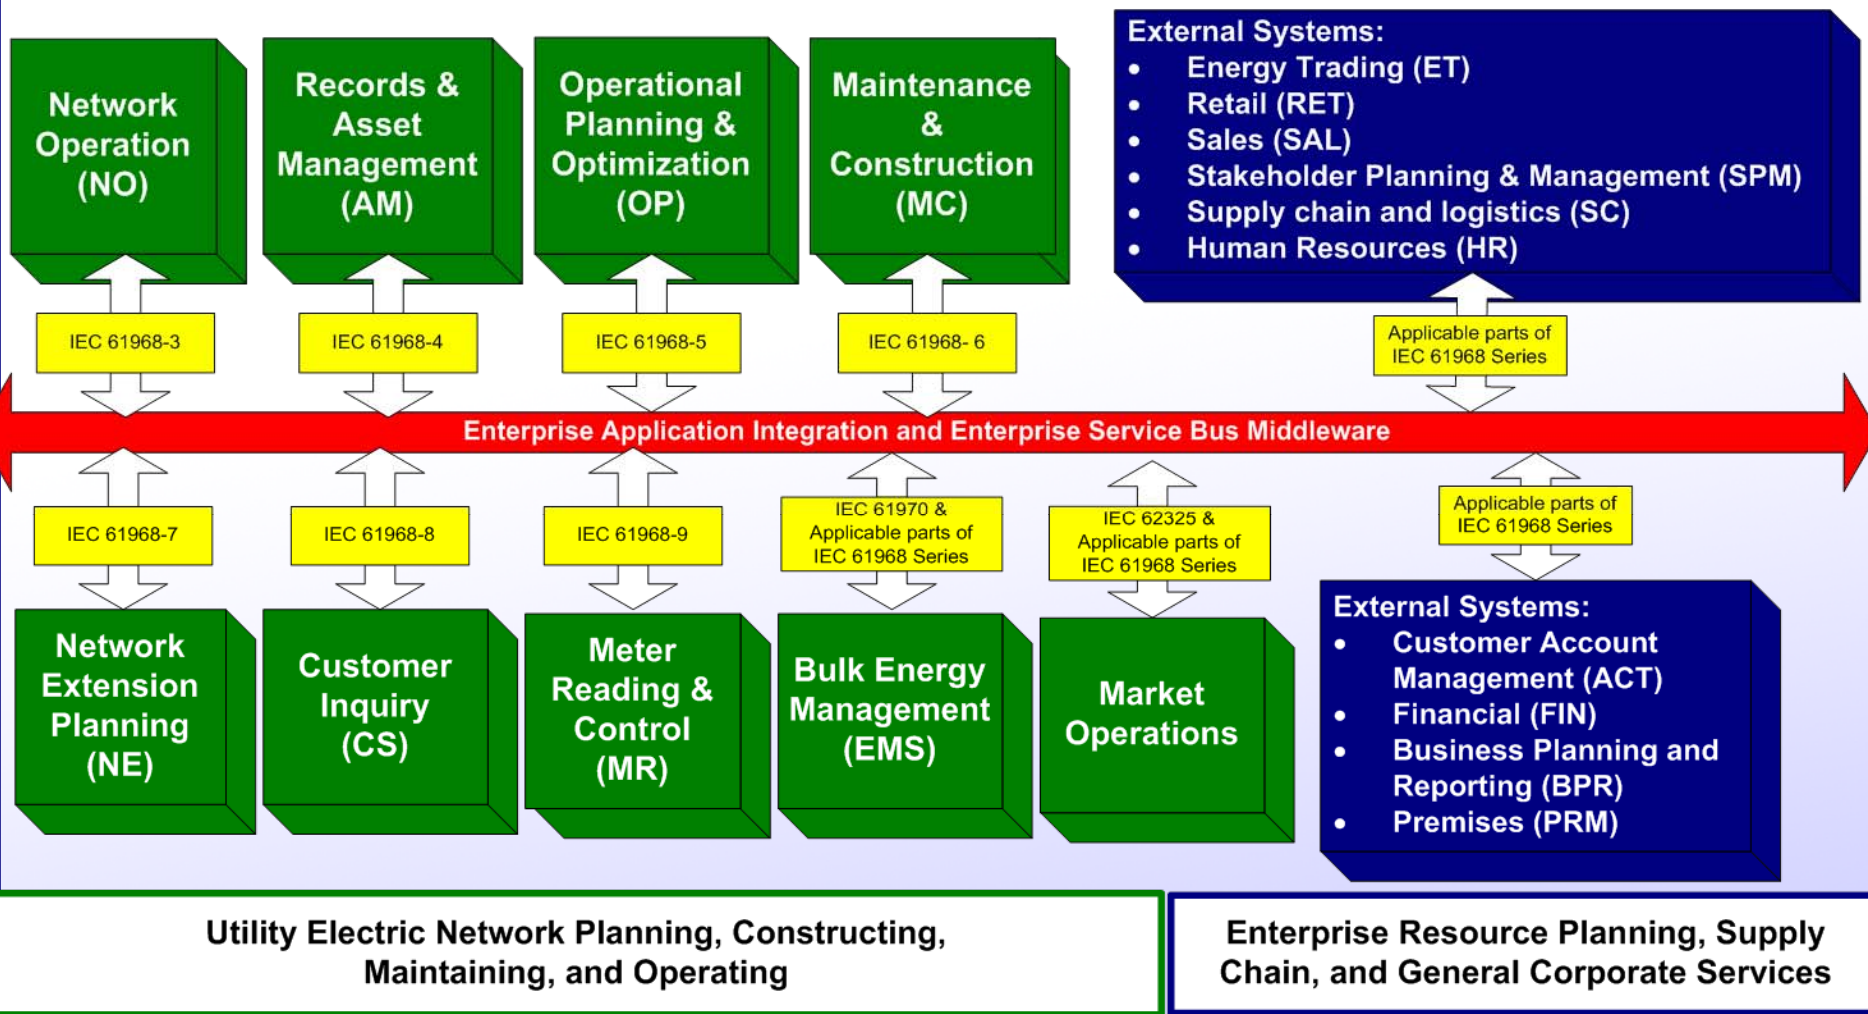 Network
Operation
(NO)
Records &
Asset
Management
(AM)
Operational
Planning &
Optimization
(OP)
Maintenance
&
Construction
(MC)
External Systems:
• Energy Trading (ET)
• Retail (RET)
• Sales (SAL)
• Stakeholder Planning & Management (SPM)
• Supply chain and logistics (SC)
• Human Resources (HR)
IEC 61968-3
IEC 61968-4
IEC 61968-5
IEC 61968- 6
Applicable parts of
IEC 61968 Series
Enterprise Application Integration and Enterprise Service Bus Middleware
IEC 61968-7
IEC 61968-8
IEC 61968-9
IEC 61970 &
Applicable parts of
IEC 61968 Series
IEC 62325 &
Applicable parts of
IEC 61968 Series
Applicable parts of
IEC 61968 Series
Network
Extension
Planning
(NE)
Customer
Inquiry
(CS)
Meter
Reading &
Control
(MR)
Bulk Energy
Management
(EMS)
Market
Operations
External Systems:
• Customer Account
Management (ACT)
• Financial (FIN)
• Business Planning and
Reporting (BPR)
• Premises (PRM)
Utility Electric Network Planning, Constructing,
Maintaining, and Operating
Enterprise Resource Planning, Supply
Chain, and General Corporate Services